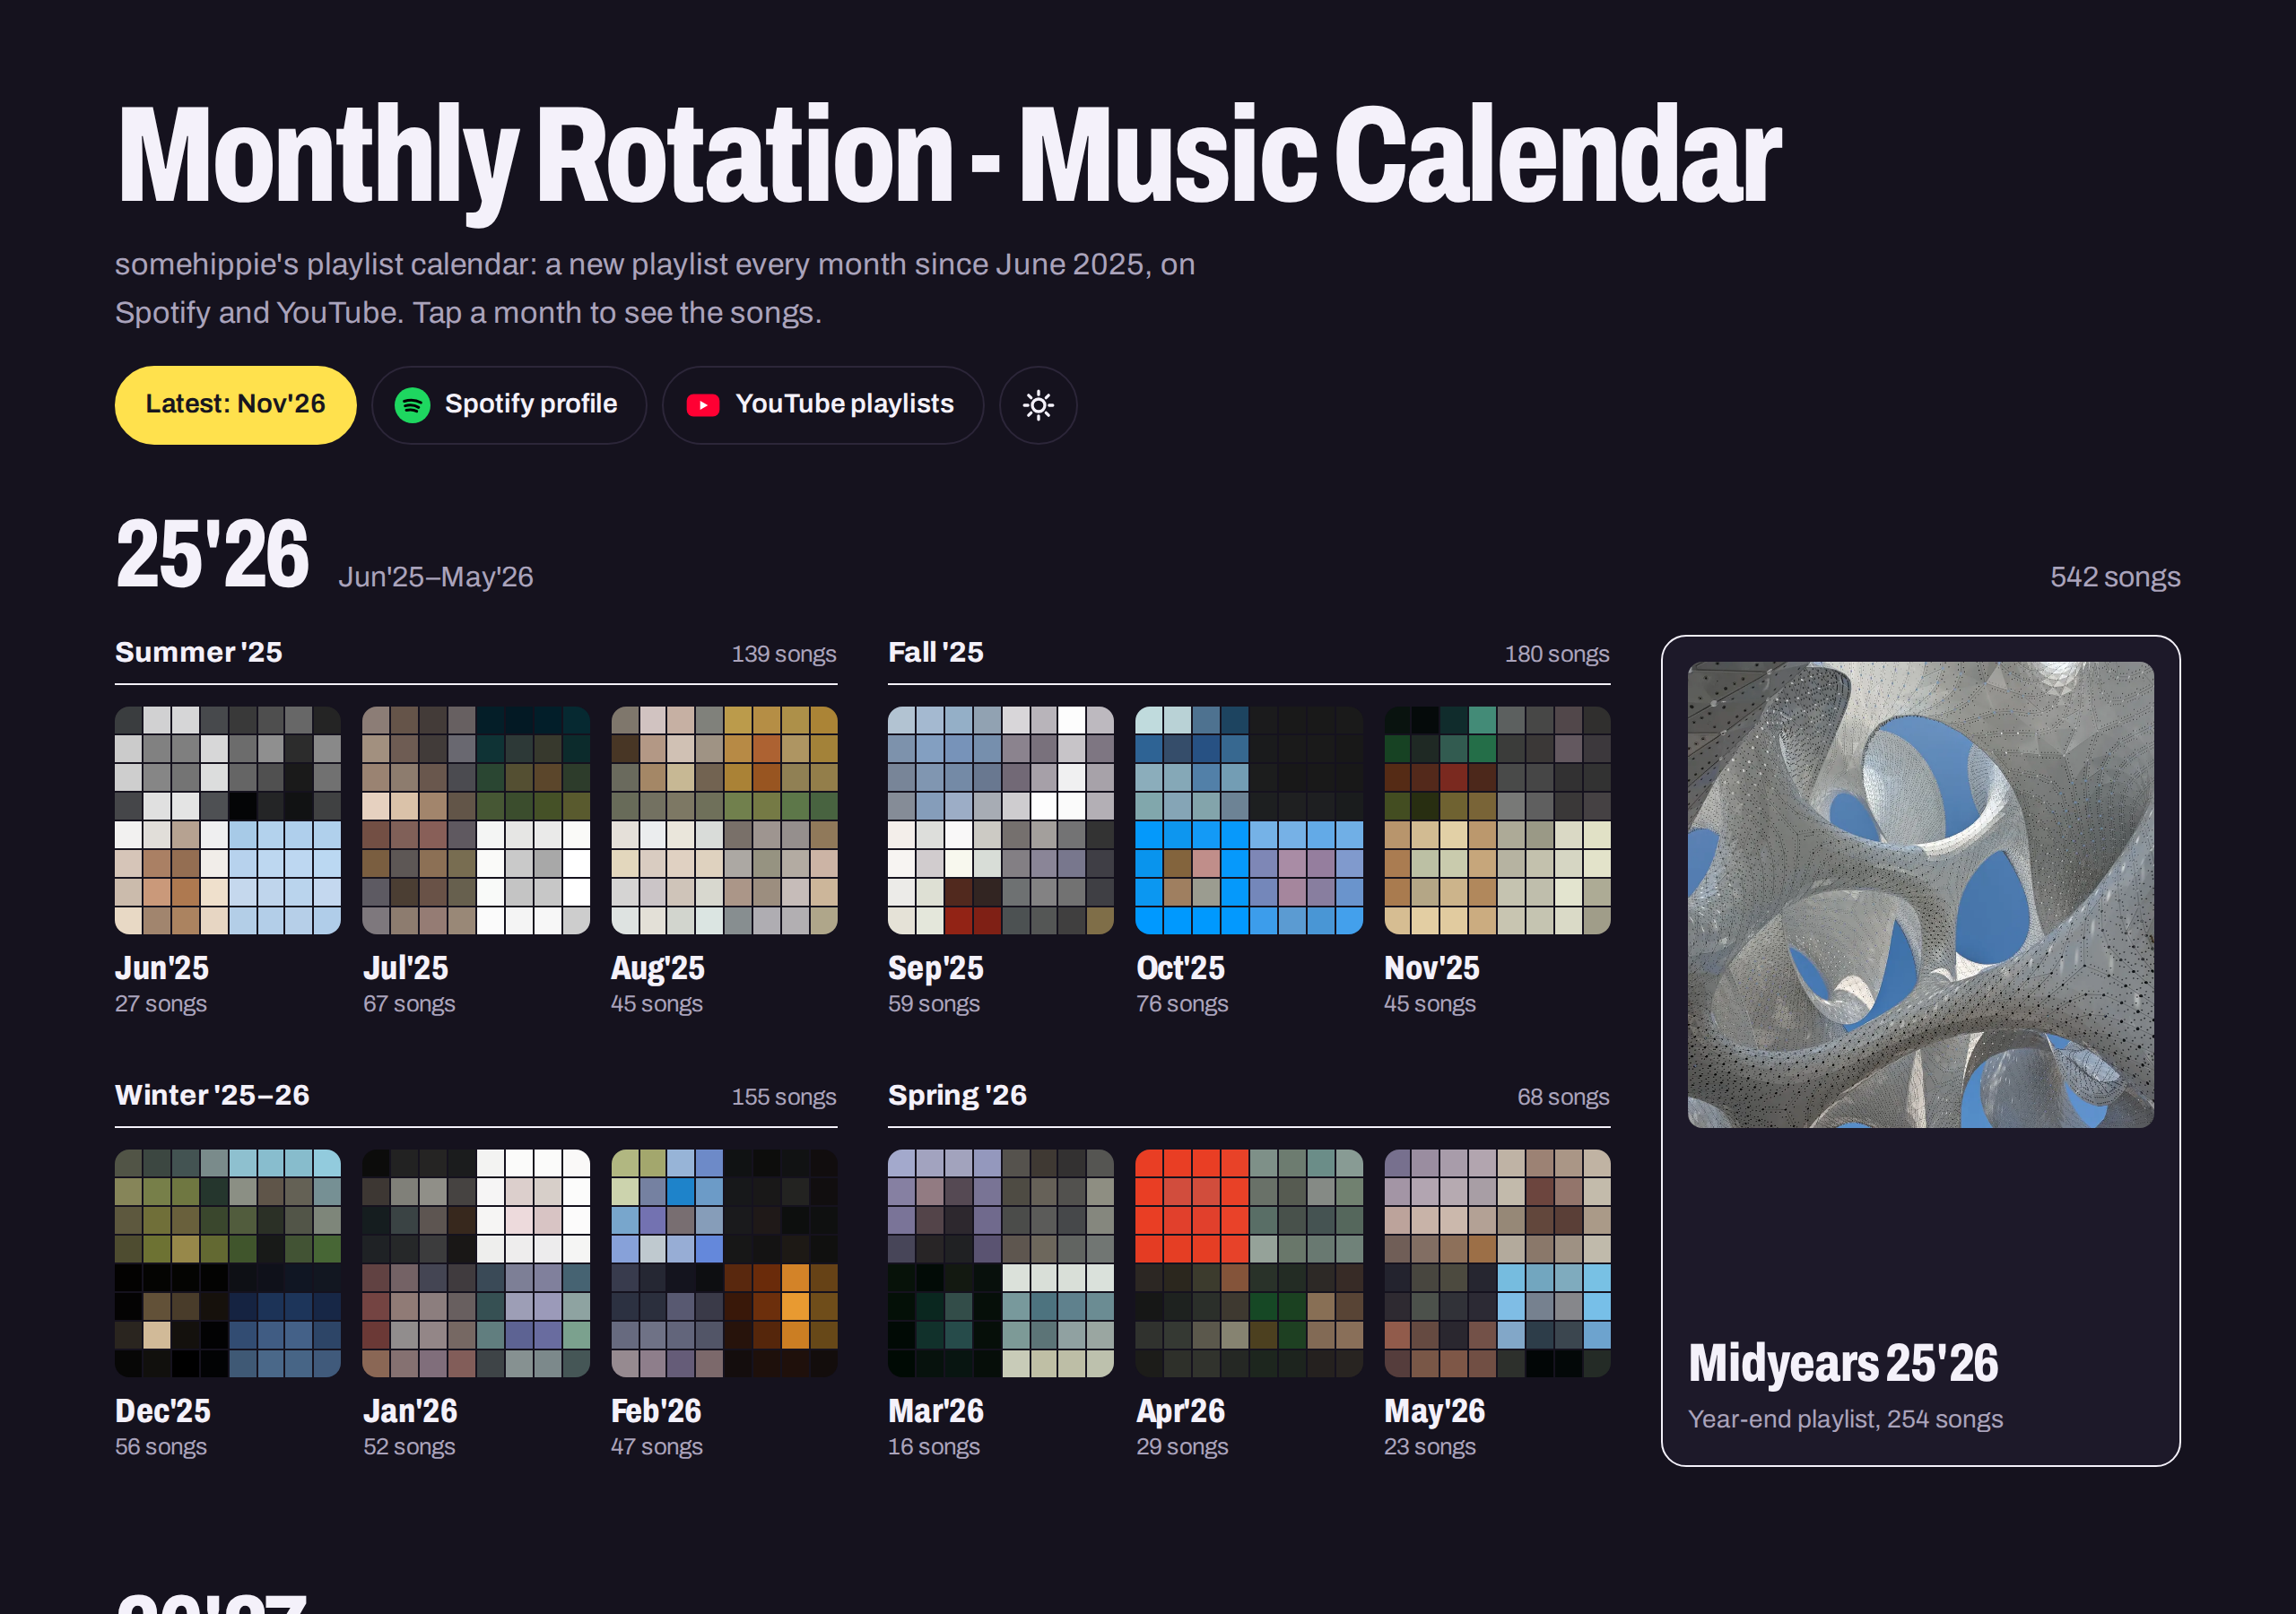 Monthly Rotation - Music Calendar
somehippie's playlist calendar: a new playlist every month since June 2025, on
Spotify and YouTube. Tap a month to see the songs.
Latest: Nov'26
Spotify profile
YouTube playlists
25'26
Jun'25–May'26
542 songs
Summer '25
139 songs
Jun'25
27 songs
Jul'25
67 songs
Aug'25
45 songs
Fall '25
180 songs
Sep'25
59 songs
Oct'25
76 songs
Nov'25
45 songs
Winter '25–26
155 songs
Dec'25
56 songs
Jan'26
52 songs
Feb'26
47 songs
Spring '26
68 songs
Mar'26
16 songs
Apr'26
29 songs
May'26
23 songs
Midyears 25'26
Year-end playlist, 254 songs